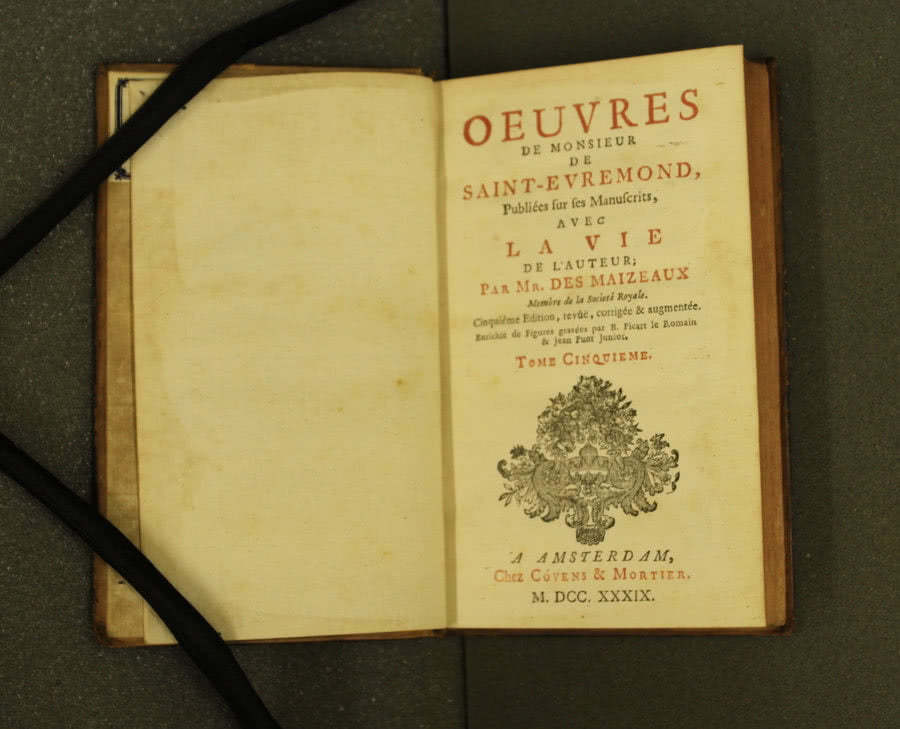 OEUVRES
DE MONSIEUR
DE
SAINT-EVREMOND,
Publiées ſur ſes Manuſcrits,
AVEC
LA VIE
DE L'AUTEUR;
PAR MR. DES MAIZEAUX
Membre de la Societé Royale.
Cinquiéme Edition, revûe, corrigée & augmentée.
Enrichie de Figures gravées par B. Picart le Romain
& Jean Punt Junior.
TOME CINQUIEME.
A AMSTERDAM,
Chez CÓVENS & MORTIER,
M. DCC. XXXIX.